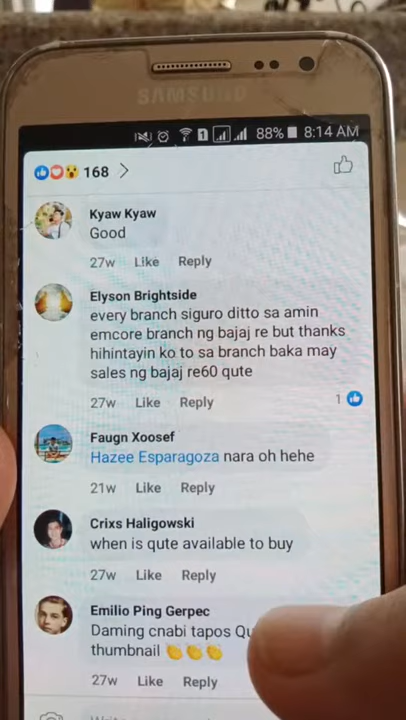 SAMSUNG
1 88% 8:14 AM
168
Kyaw Kyaw
Good
27w Like Reply
Elyson Brightside
every branch siguro ditto sa amin
emcore branch ng bajaj re but thanks
hihintayin ko to sa branch baka may
sales ng bajaj re60 qute
27w Like Reply 1
Faugn Xoosef
Hazee Esparagoza nara oh hehe
21w Like Reply
Crixs Haligowski
when is qute available to buy
27w Like Reply
Emilio Ping Gerpec
Daming cnabi tapos
thumbnail 👏👏👏
27w Like Reply